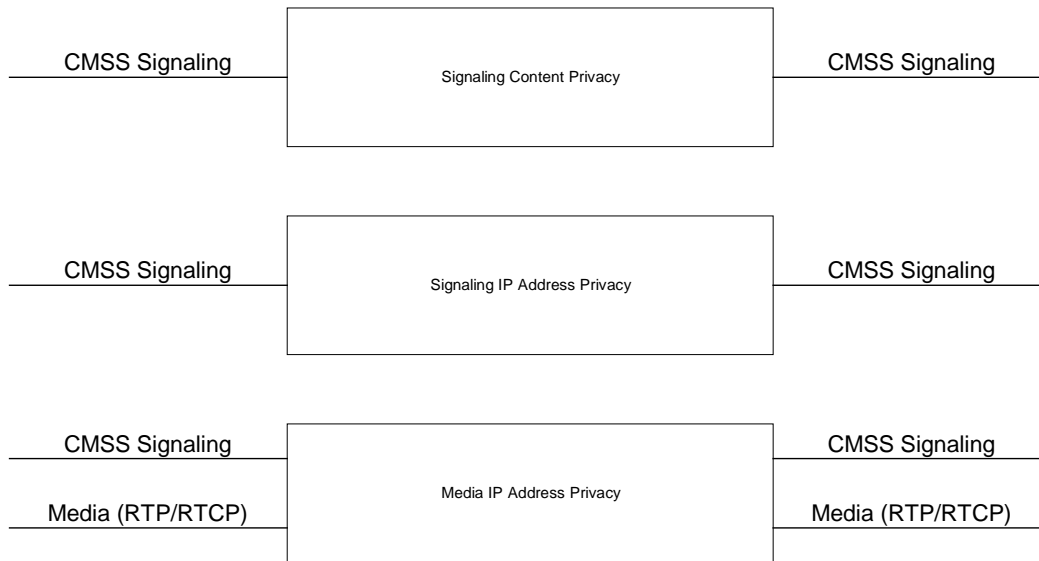 CMSS Signaling
Signaling Content Privacy
CMSS Signaling
CMSS Signaling
Signaling IP Address Privacy
CMSS Signaling
CMSS Signaling
CMSS Signaling
Media IP Address Privacy
Media (RTP/RTCP)
Media (RTP/RTCP)